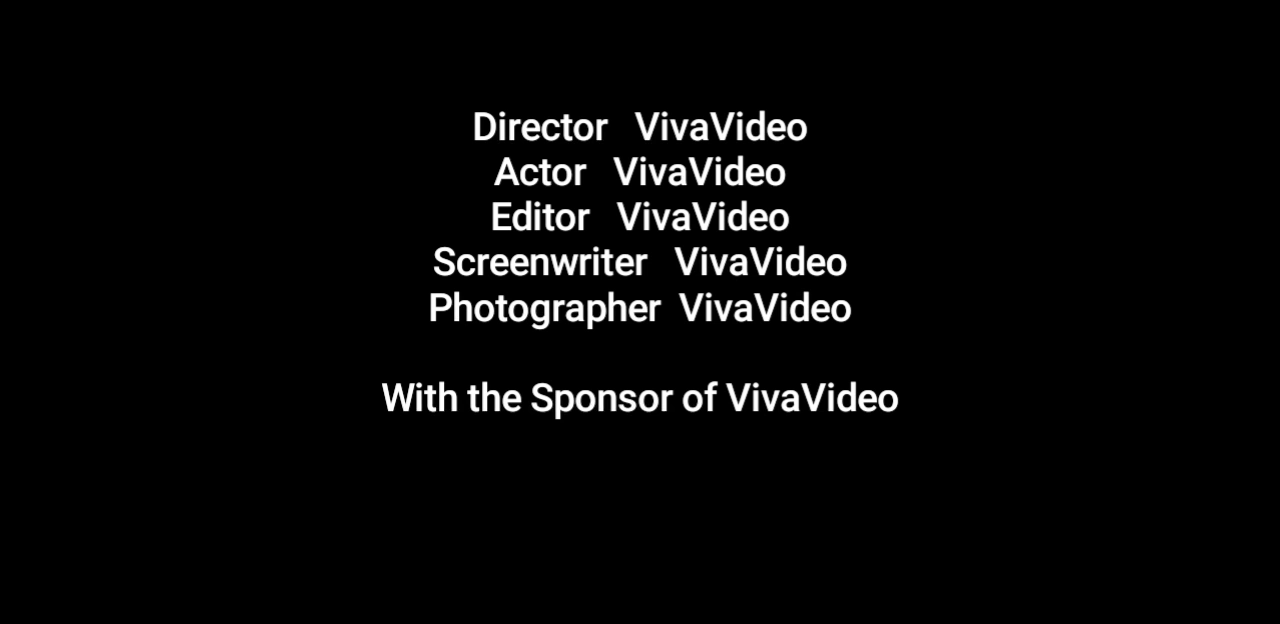 Director VivaVideo
Actor VivaVideo
Editor VivaVideo
Screenwriter VivaVideo
Photographer VivaVideo
With the Sponsor of VivaVideo